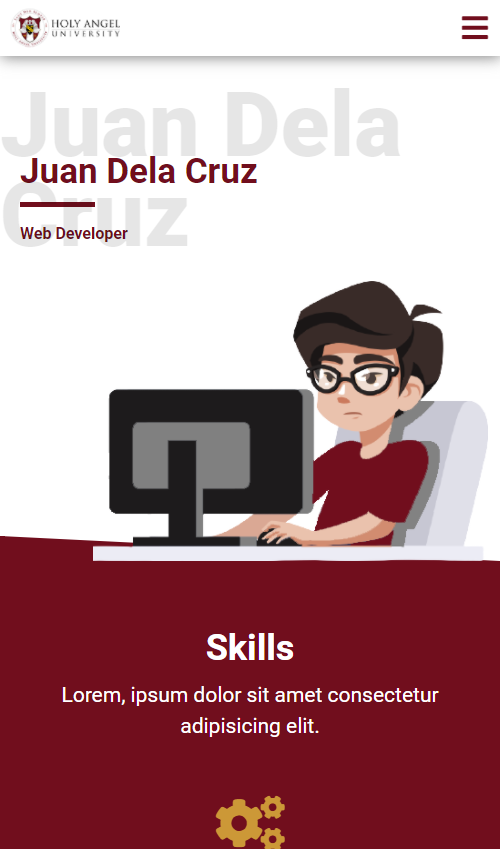 HOLY ANGEL
UNIVERSITY
Juan Dela
Cruz
Juan Dela Cruz
Web Developer
Skills
Lorem, ipsum dolor sit amet consectetur
adipisicing elit.